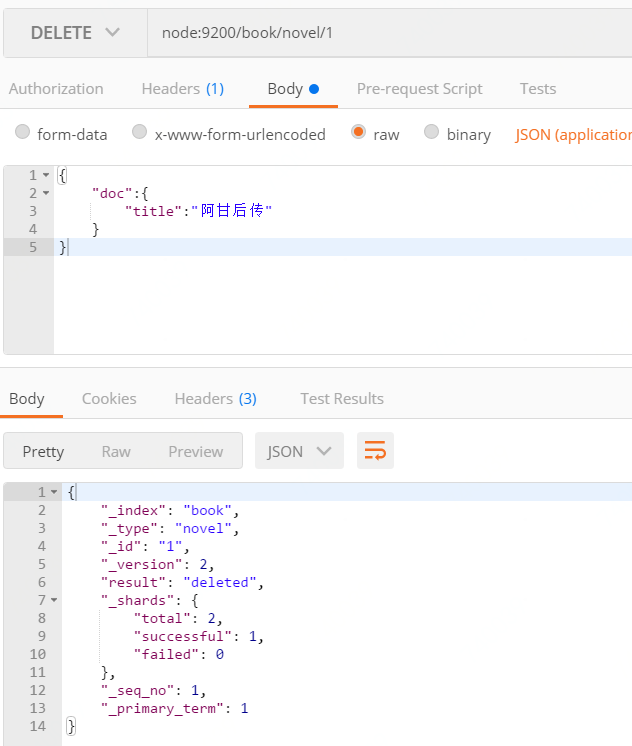 DELETE node:9200/book/novel/1
Authorization Headers (1) Body Pre-request Script Tests
form-data x-www-form-urlencoded raw binary JSON (application
1 {
2 "doc":{
3 "title":"阿甘后传"
4 }
5 }
Body Cookies Headers (3) Test Results
Pretty Raw Preview JSON
1 {
2 "_index": "book",
3 "_type": "novel",
4 "_id": "1",
5 "_version": 2,
6 "result": "deleted",
7 "_shards": {
8 "total": 2,
9 "successful": 1,
10 "failed": 0
11 },
12 "_seq_no": 1,
13 "_primary_term": 1
14 }